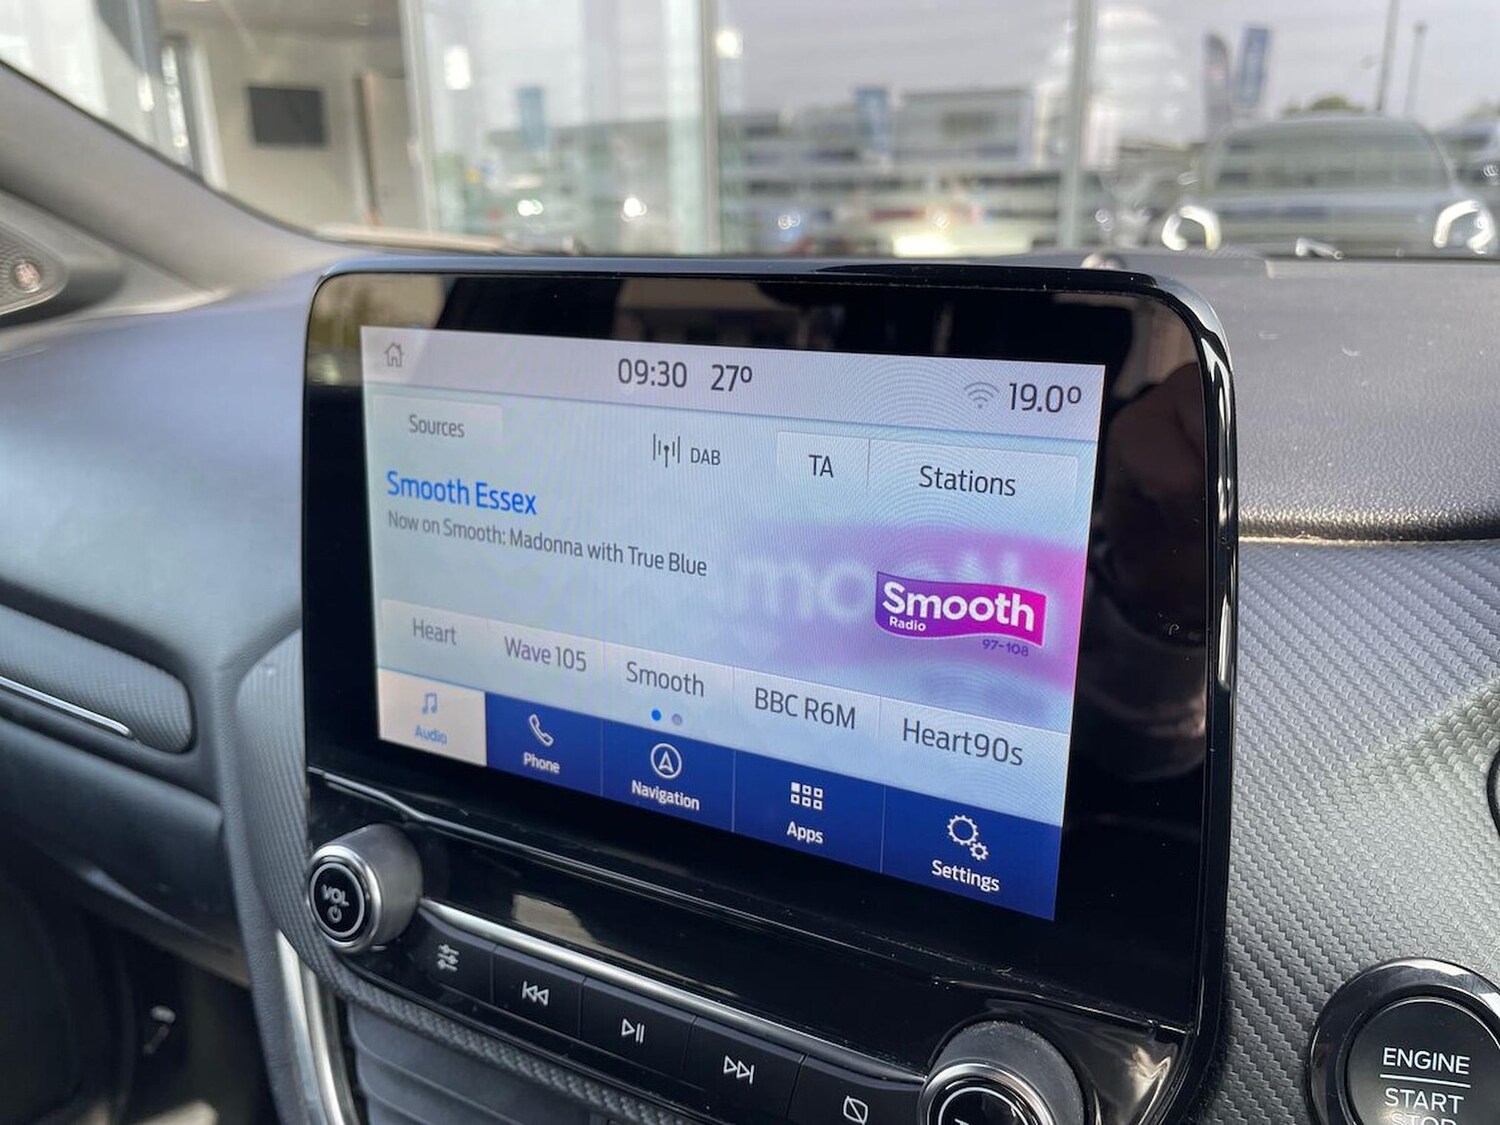 09:30 27º
19.0º
Sources
DAB
TA
Stations
Smooth Essex
Now on Smooth: Madonna with True Blue
Smooth
Radio
97-108
Heart
Wave 105
Smooth
BBC R6M
Heart90s
Audio
Phone
Navigation
Apps
Settings
VOL
ENGINE
START
STOP